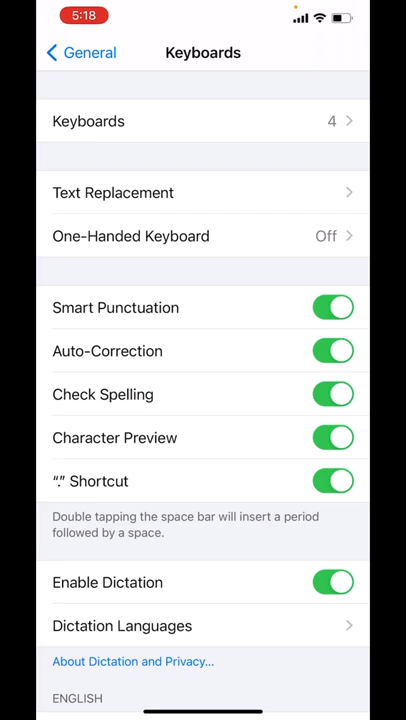 5:18
General
Keyboards
Keyboards 4
Text Replacement
One-Handed Keyboard Off
Smart Punctuation
Auto-Correction
Check Spelling
Character Preview
“.” Shortcut
Double tapping the space bar will insert a period
followed by a space.
Enable Dictation
Dictation Languages
About Dictation and Privacy...
ENGLISH